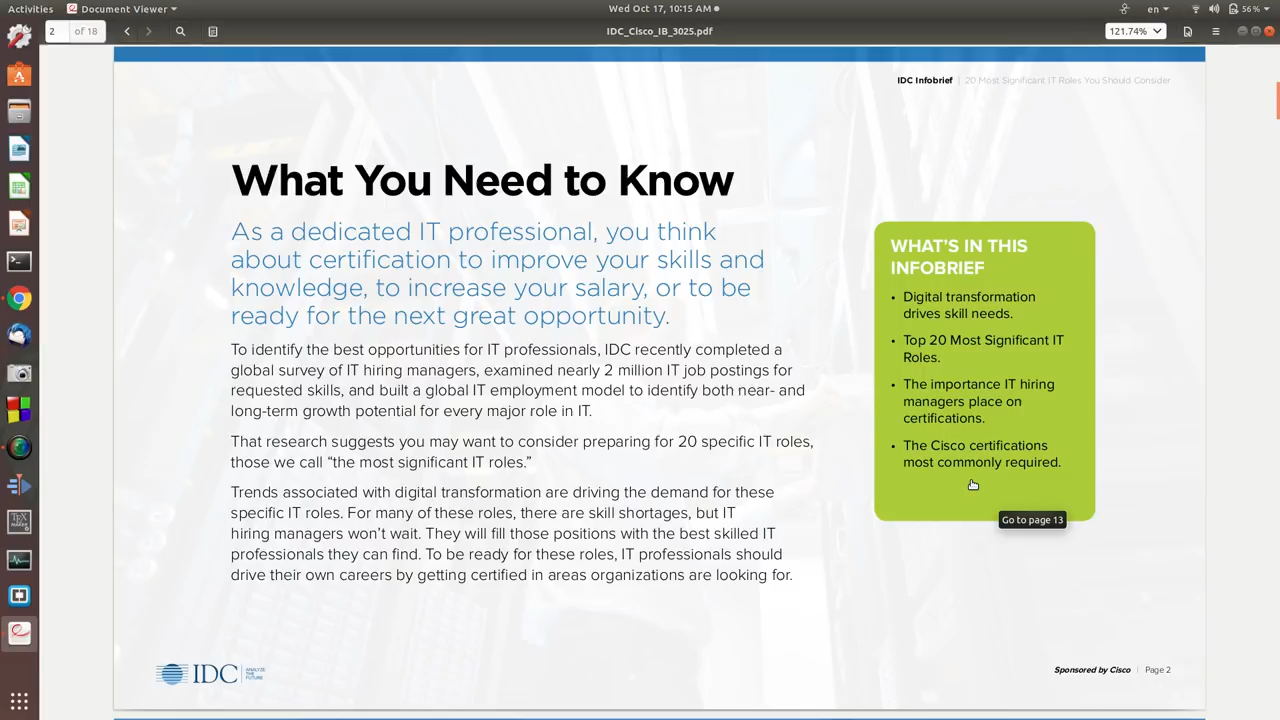 Activities
Document Viewer
Wed Oct 17, 10:15 AM
en
56%
2
of 18
IDC_Cisco_IB_3025.pdf
121.74%
IDC Infobrief | 20 Most Significant IT Roles You Should Consider
What You Need to Know
As a dedicated IT professional, you think
about certification to improve your skills and
knowledge, to increase your salary, or to be
ready for the next great opportunity.
To identify the best opportunities for IT professionals, IDC recently completed a
global survey of IT hiring managers, examined nearly 2 million IT job postings for
requested skills, and built a global IT employment model to identify both near- and
long-term growth potential for every major role in IT.
That research suggests you may want to consider preparing for 20 specific IT roles,
those we call “the most significant IT roles.”
Trends associated with digital transformation are driving the demand for these
specific IT roles. For many of these roles, there are skill shortages, but IT
hiring managers won’t wait. They will fill those positions with the best skilled IT
professionals they can find. To be ready for these roles, IT professionals should
drive their own careers by getting certified in areas organizations are looking for.
WHAT’S IN THIS
INFOBRIEF
• Digital transformation
drives skill needs.
• Top 20 Most Significant IT
Roles.
• The importance IT hiring
managers place on
certifications.
• The Cisco certifications
most commonly required.
Go to page 13
IDC
ANALYZE
THE
FUTURE
Sponsored by Cisco | Page 2